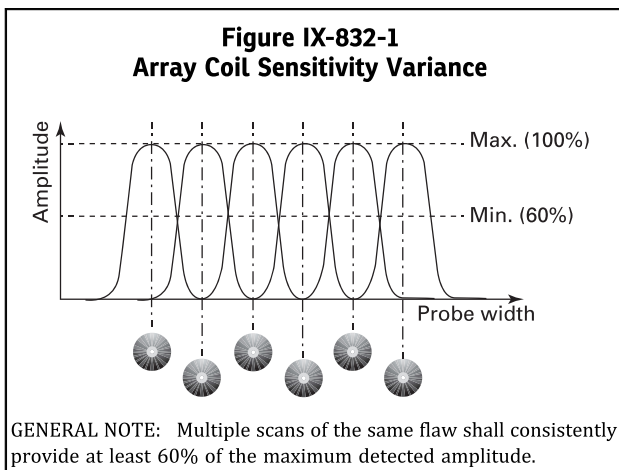 Figure IX-832-1
Array Coil Sensitivity Variance
Amplitude
Max. (100%)
Min. (60%)
Probe width
GENERAL NOTE: Multiple scans of the same flaw shall consistently
provide at least 60% of the maximum detected amplitude.